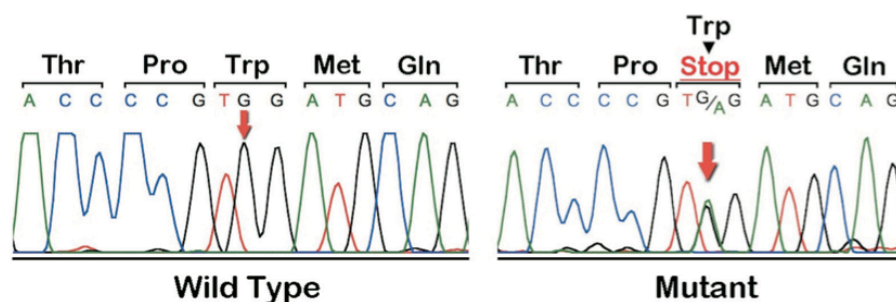 Trp
Thr Pro Trp Met Gln
Thr Pro Stop Met Gln
A C C C C G T G G A T G C A G
A C C C C G T G/A G A T G C A G
Wild Type
Mutant